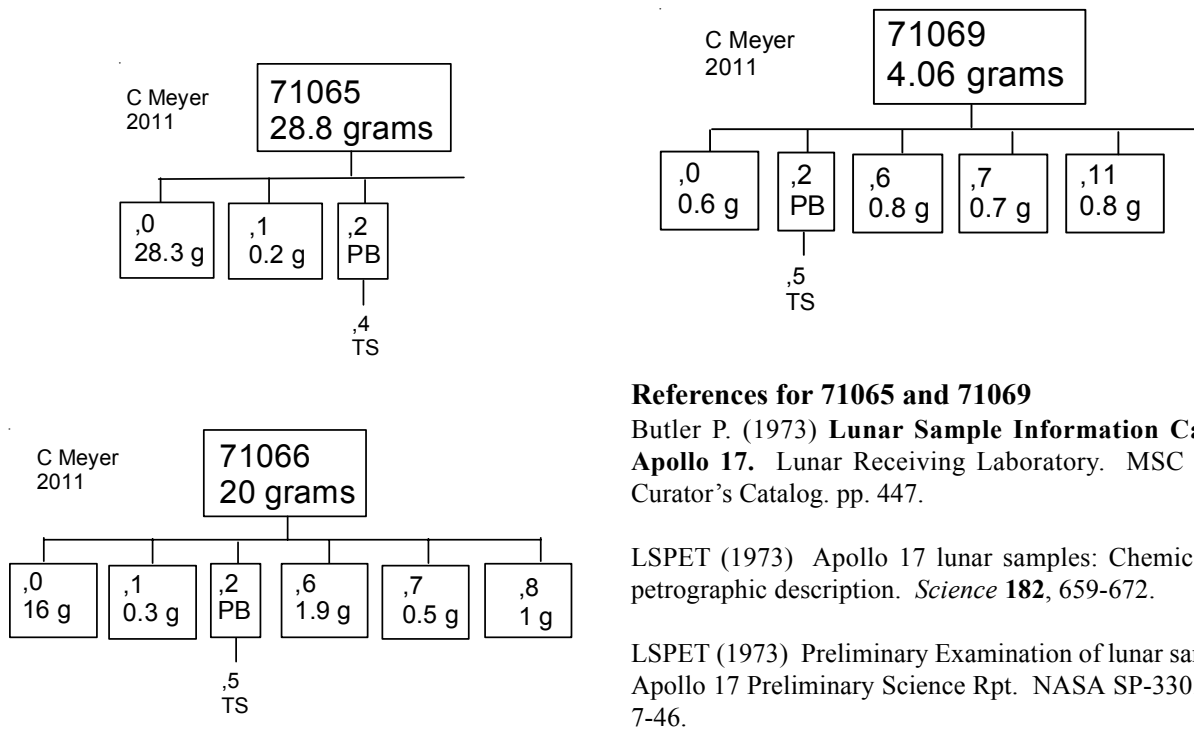 C Meyer
2011
71065
28.8 grams
,0
28.3 g
,1
0.2 g
,2
PB
,4
TS
C Meyer
2011
71066
20 grams
,0
16 g
,1
0.3 g
,2
PB
,6
1.9 g
,7
0.5 g
,8
1 g
,5
TS
C Meyer
2011
71069
4.06 grams
,0
0.6 g
,2
PB
,6
0.8 g
,7
0.7 g
,11
0.8 g
,5
TS
References for 71065 and 71069
Butler P. (1973) Lunar Sample Information
Apollo 17. Lunar Receiving Laboratory. MSC
Curator’s Catalog. pp. 447.
LSPET (1973) Apollo 17 lunar samples:
petrographic description. Science 182, 659-672.
LSPET (1973) Preliminary Examination of lunar
Apollo 17 Preliminary Science Rpt. NASA SP-330
7-46.